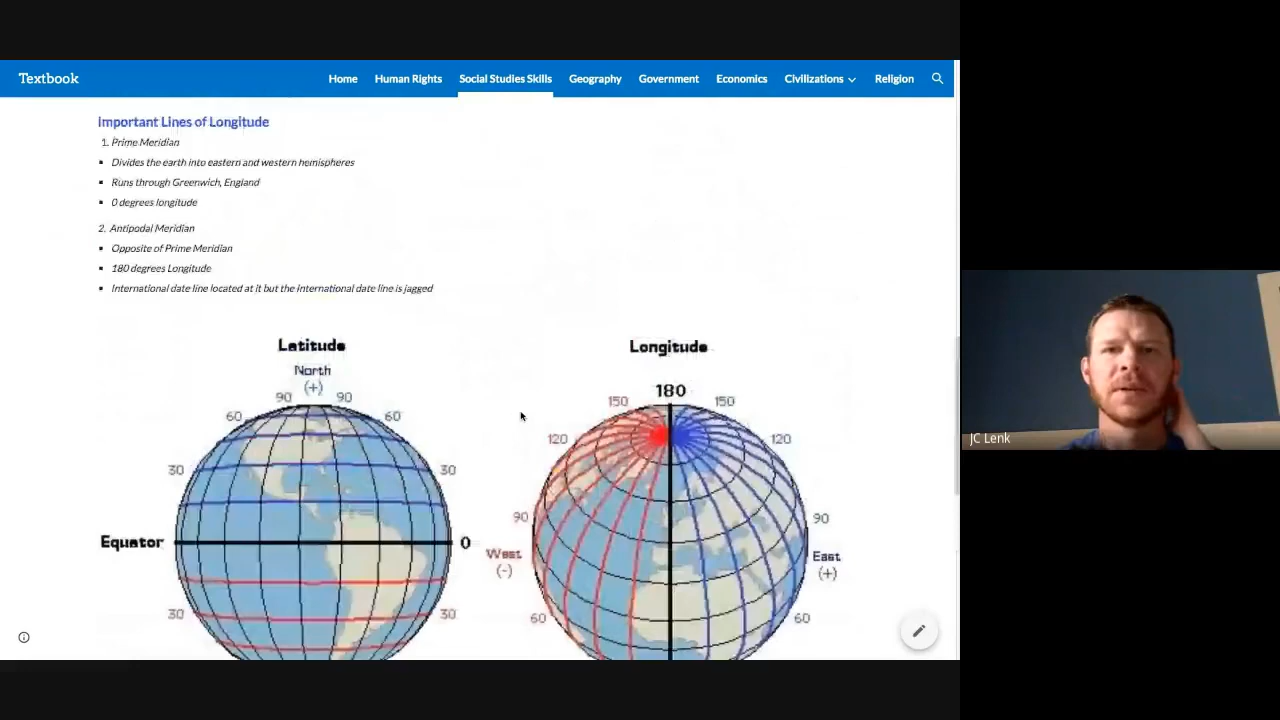 Textbook
Home Human Rights Social Studies Skills Geography Government Economics Civilizations Religion
Important Lines of Longitude
1. Prime Meridian
▪ Divides the earth into eastern and western hemispheres
▪ Runs through Greenwich, England
▪ 0 degrees longitude
2. Antipodal Meridian
▪ Opposite of Prime Meridian
▪ 180 degrees Longitude
▪ International date line located at it but the international date line is jagged
Latitude
North
(+)
90 90
60 60
30 30
Equator 0
30 30
Longitude
180
150 150
120 120
90 90
West East
(-) (+)
60 60
JC Lenk